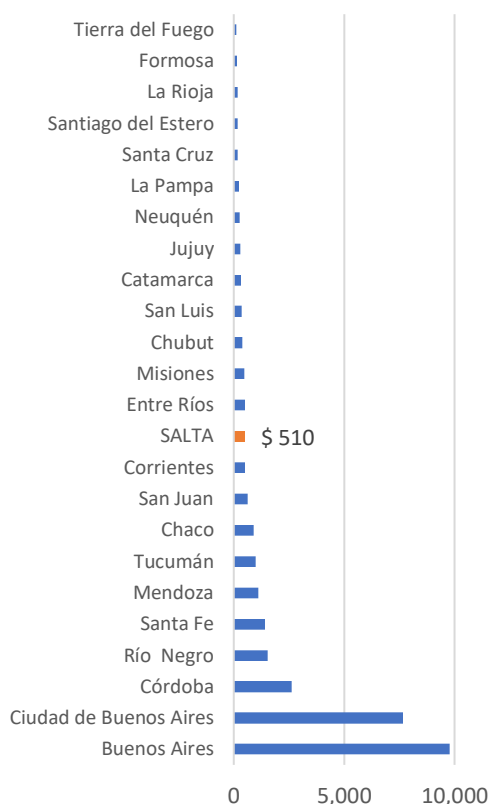 Tierra del Fuego
Formosa
La Rioja
Santiago del Estero
Santa Cruz
La Pampa
Neuquén
Jujuy
Catamarca
San Luis
Chubut
Misiones
Entre Ríos
SALTA $ 510
Corrientes
San Juan
Chaco
Tucumán
Mendoza
Santa Fe
Río  Negro
Córdoba
Ciudad de Buenos Aires
Buenos Aires
0 5,000 10,000